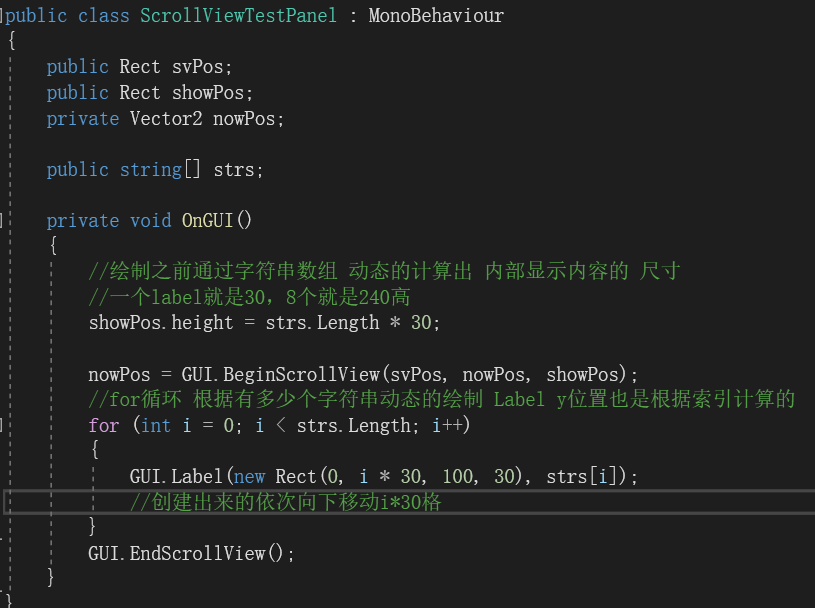 public class ScrollViewTestPanel : MonoBehaviour
{
public Rect svPos;
public Rect showPos;
private Vector2 nowPos;
public string[] strs;
private void OnGUI()
{
//绘制之前通过字符串数组 动态的计算出 内部显示内容的 尺寸
//一个label就是30，8个就是240高
showPos.height = strs.Length * 30;
nowPos = GUI.BeginScrollView(svPos, nowPos, showPos);
//for循环 根据有多少个字符串动态的绘制 Label y位置也是根据索引计算的
for (int i = 0; i < strs.Length; i++)
{
GUI.Label(new Rect(0, i * 30, 100, 30), strs[i]);
//创建出来的依次向下移动i*30格
}
GUI.EndScrollView();
}
}